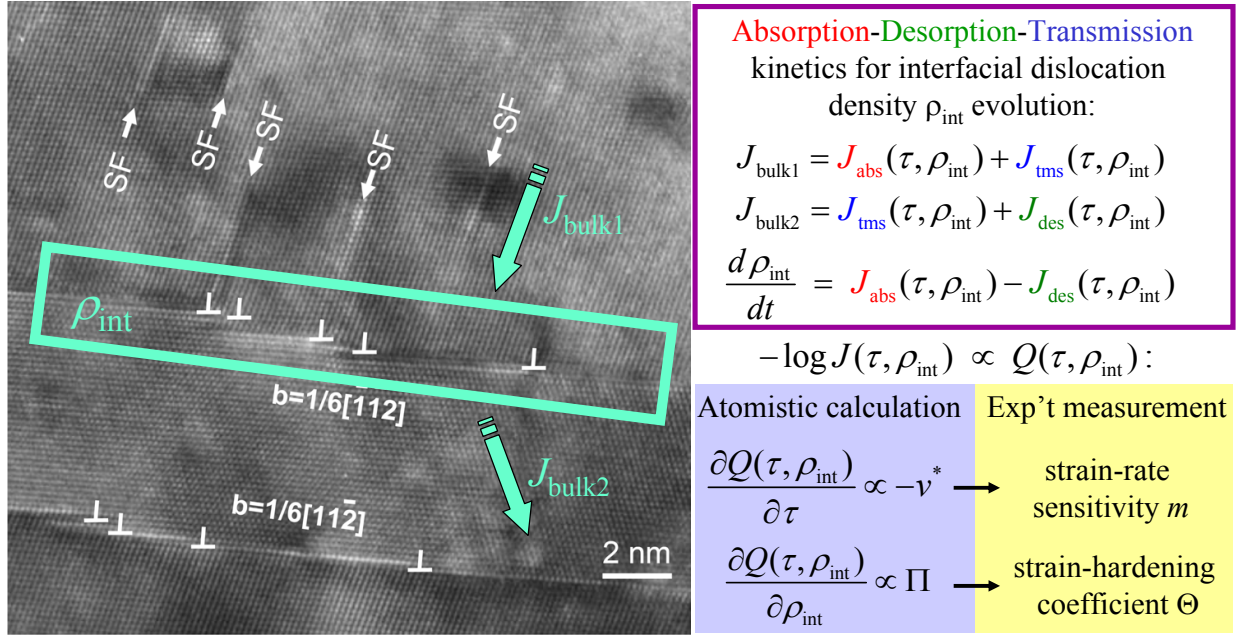 SF
SF
SF
SF
SF
J_bulk1
ρ_int
⊥ ⊥ ⊥ ⊥ ⊥
b=1/6[112]
J_bulk2
b=1/6[112̄]
⊥ ⊥ ⊥ ⊥
2 nm
Absorption-Desorption-Transmission
kinetics for interfacial dislocation
density ρ_int evolution:
J_bulk1 = J_abs(τ, ρ_int) + J_tms(τ, ρ_int)
J_bulk2 = J_tms(τ, ρ_int) + J_des(τ, ρ_int)
dρ_int/dt = J_abs(τ, ρ_int) − J_des(τ, ρ_int)
−log J(τ, ρ_int) ∝ Q(τ, ρ_int) :
Atomistic calculation
∂Q(τ, ρ_int)/∂τ ∝ −v*
∂Q(τ, ρ_int)/∂ρ_int ∝ Π
Exp't measurement
strain-rate
sensitivity m
strain-hardening
coefficient Θ